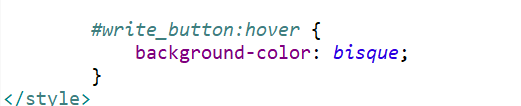 #write_button:hover {
background-color: bisque;
}
</style>